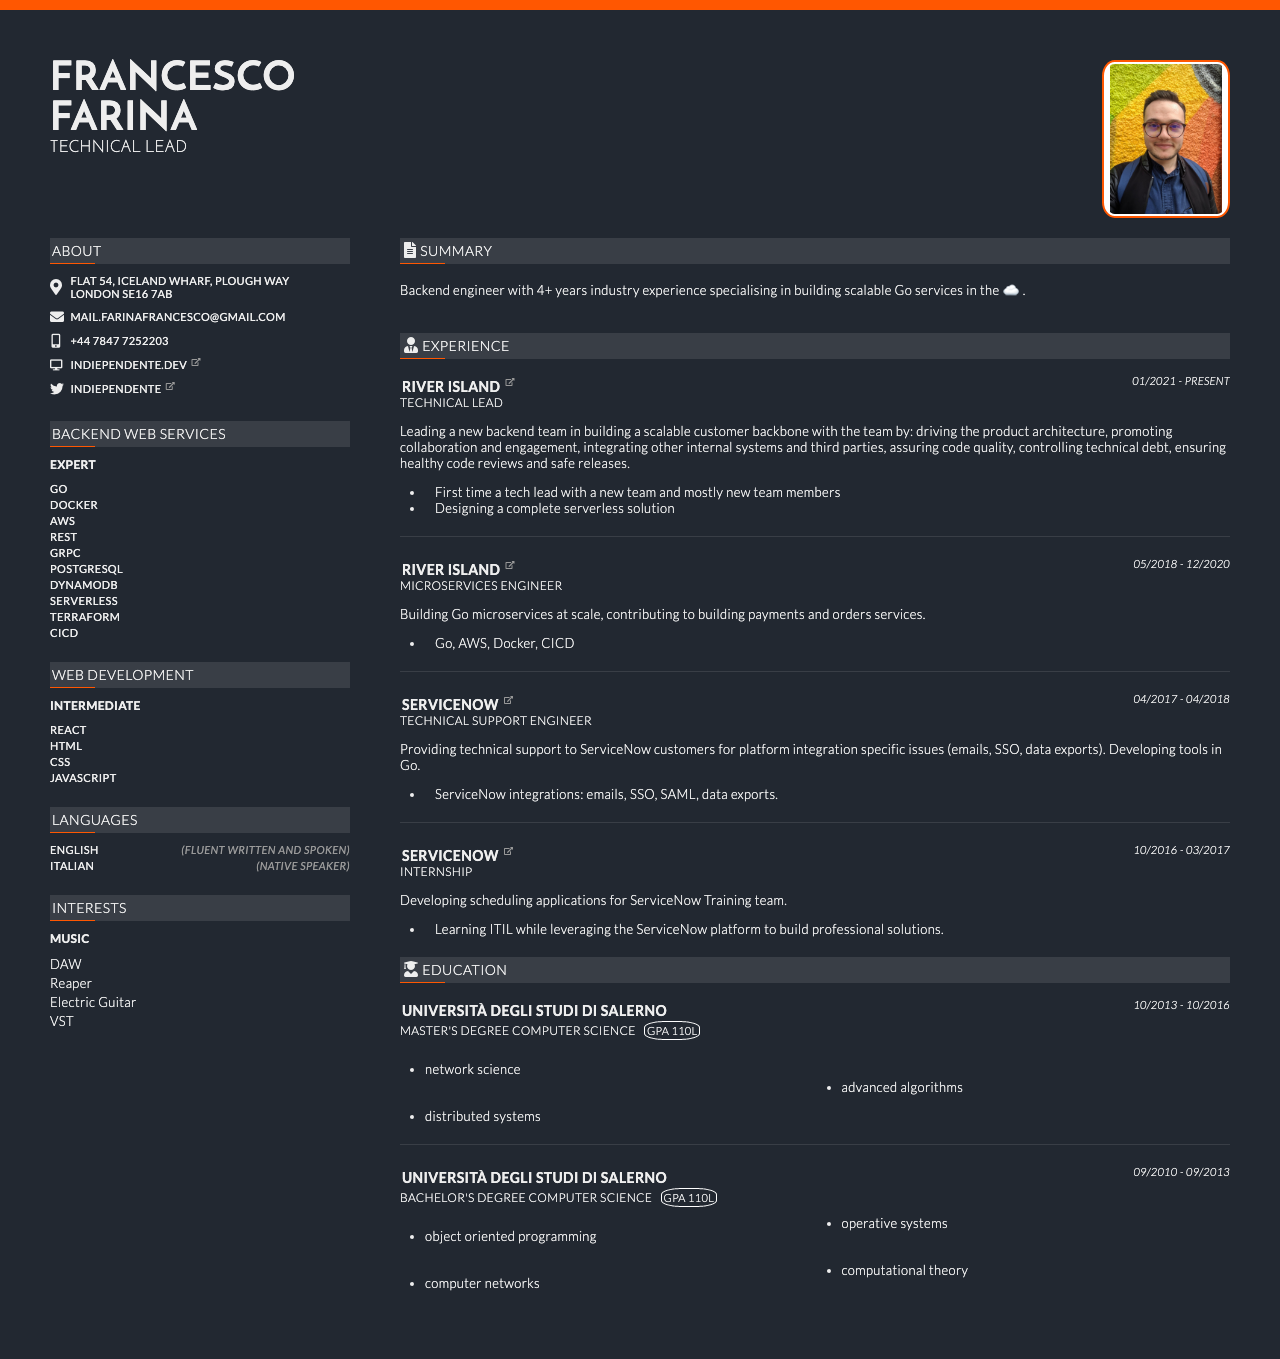 FRANCESCO
FARINA
TECHNICAL LEAD
ABOUT
FLAT 54, ICELAND WHARF, PLOUGH WAY
LONDON SE16 7AB
MAIL.FARINAFRANCESCO@GMAIL.COM
+44 7847 7252203
INDIEPENDENTE.DEV
INDIEPENDENTE
BACKEND WEB SERVICES
EXPERT
GO
DOCKER
AWS
REST
GRPC
POSTGRESQL
DYNAMODB
SERVERLESS
TERRAFORM
CICD
WEB DEVELOPMENT
INTERMEDIATE
REACT
HTML
CSS
JAVASCRIPT
LANGUAGES
ENGLISH (FLUENT WRITTEN AND SPOKEN)
ITALIAN (NATIVE SPEAKER)
INTERESTS
MUSIC
DAW
Reaper
Electric Guitar
VST
SUMMARY
Backend engineer with 4+ years industry experience specialising in building scalable Go services in the ☁️ .
EXPERIENCE
RIVER ISLAND 01/2021 - PRESENT
TECHNICAL LEAD
Leading a new backend team in building a scalable customer backbone with the team by: driving the product architecture, promoting
collaboration and engagement, integrating other internal systems and third parties, assuring code quality, controlling technical debt, ensuring
healthy code reviews and safe releases.
• First time a tech lead with a new team and mostly new team members
• Designing a complete serverless solution
RIVER ISLAND 05/2018 - 12/2020
MICROSERVICES ENGINEER
Building Go microservices at scale, contributing to building payments and orders services.
• Go, AWS, Docker, CICD
SERVICENOW 04/2017 - 04/2018
TECHNICAL SUPPORT ENGINEER
Providing technical support to ServiceNow customers for platform integration specific issues (emails, SSO, data exports). Developing tools in
Go.
• ServiceNow integrations: emails, SSO, SAML, data exports.
SERVICENOW 10/2016 - 03/2017
INTERNSHIP
Developing scheduling applications for ServiceNow Training team.
• Learning ITIL while leveraging the ServiceNow platform to build professional solutions.
EDUCATION
UNIVERSITÀ DEGLI STUDI DI SALERNO 10/2013 - 10/2016
MASTER'S DEGREE COMPUTER SCIENCE GPA 110L
• network science
• advanced algorithms
• distributed systems
UNIVERSITÀ DEGLI STUDI DI SALERNO 09/2010 - 09/2013
BACHELOR'S DEGREE COMPUTER SCIENCE GPA 110L
• operative systems
• object oriented programming
• computational theory
• computer networks